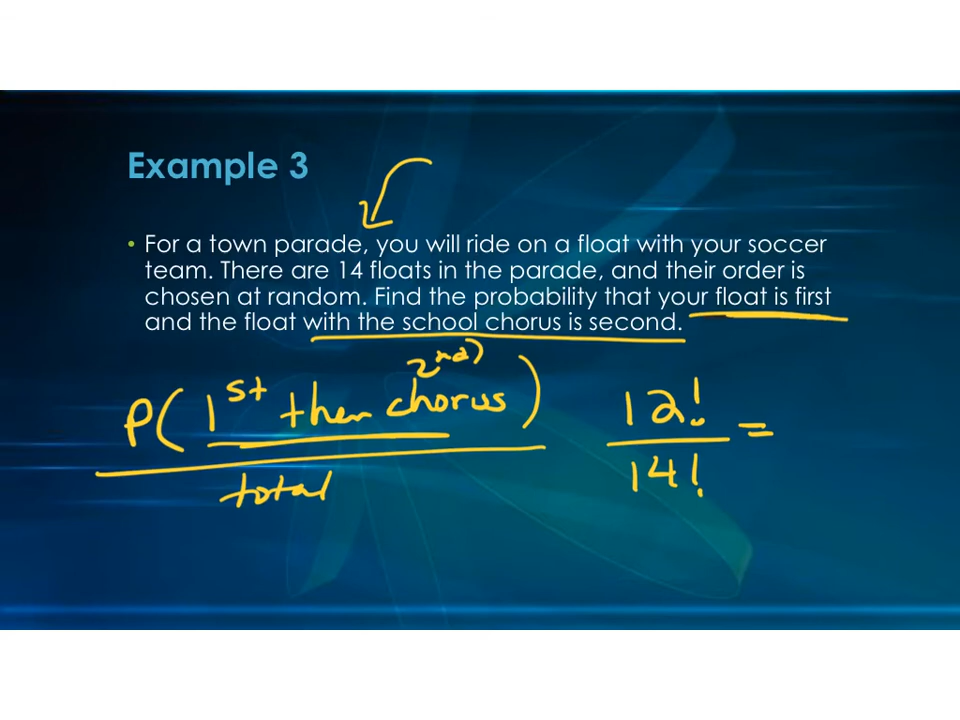 Example 3
• For a town parade, you will ride on a float with your soccer
team. There are 14 floats in the parade, and their order is
chosen at random. Find the probability that your float is first
and the float with the school chorus is second.
2nd
P( 1st then chorus )
total
12!
14!
=